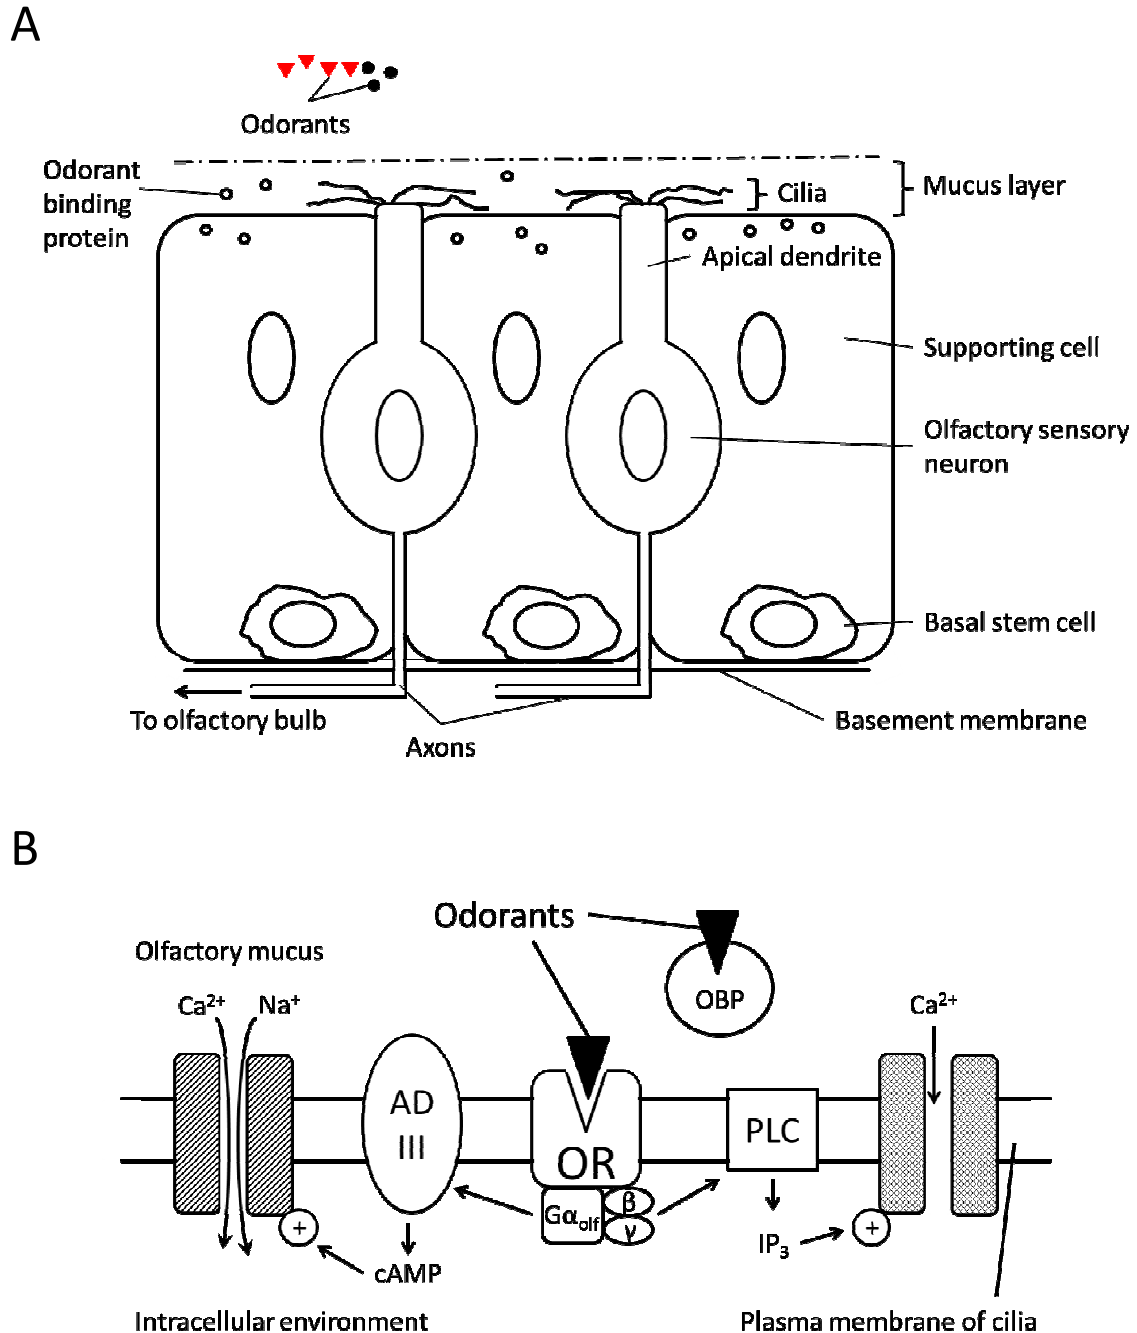 A
Odorants
Odorant
binding
protein
Cilia
Mucus layer
Apical dendrite
Supporting cell
Olfactory sensory
neuron
Basal stem cell
To olfactory bulb
Axons
Basement membrane
B
Odorants
Olfactory mucus
OBP
Ca²⁺
Na⁺
Ca²⁺
AD
III
OR
PLC
Gα_olf
β
γ
+
cAMP
IP₃
+
Intracellular environment
Plasma membrane of cilia